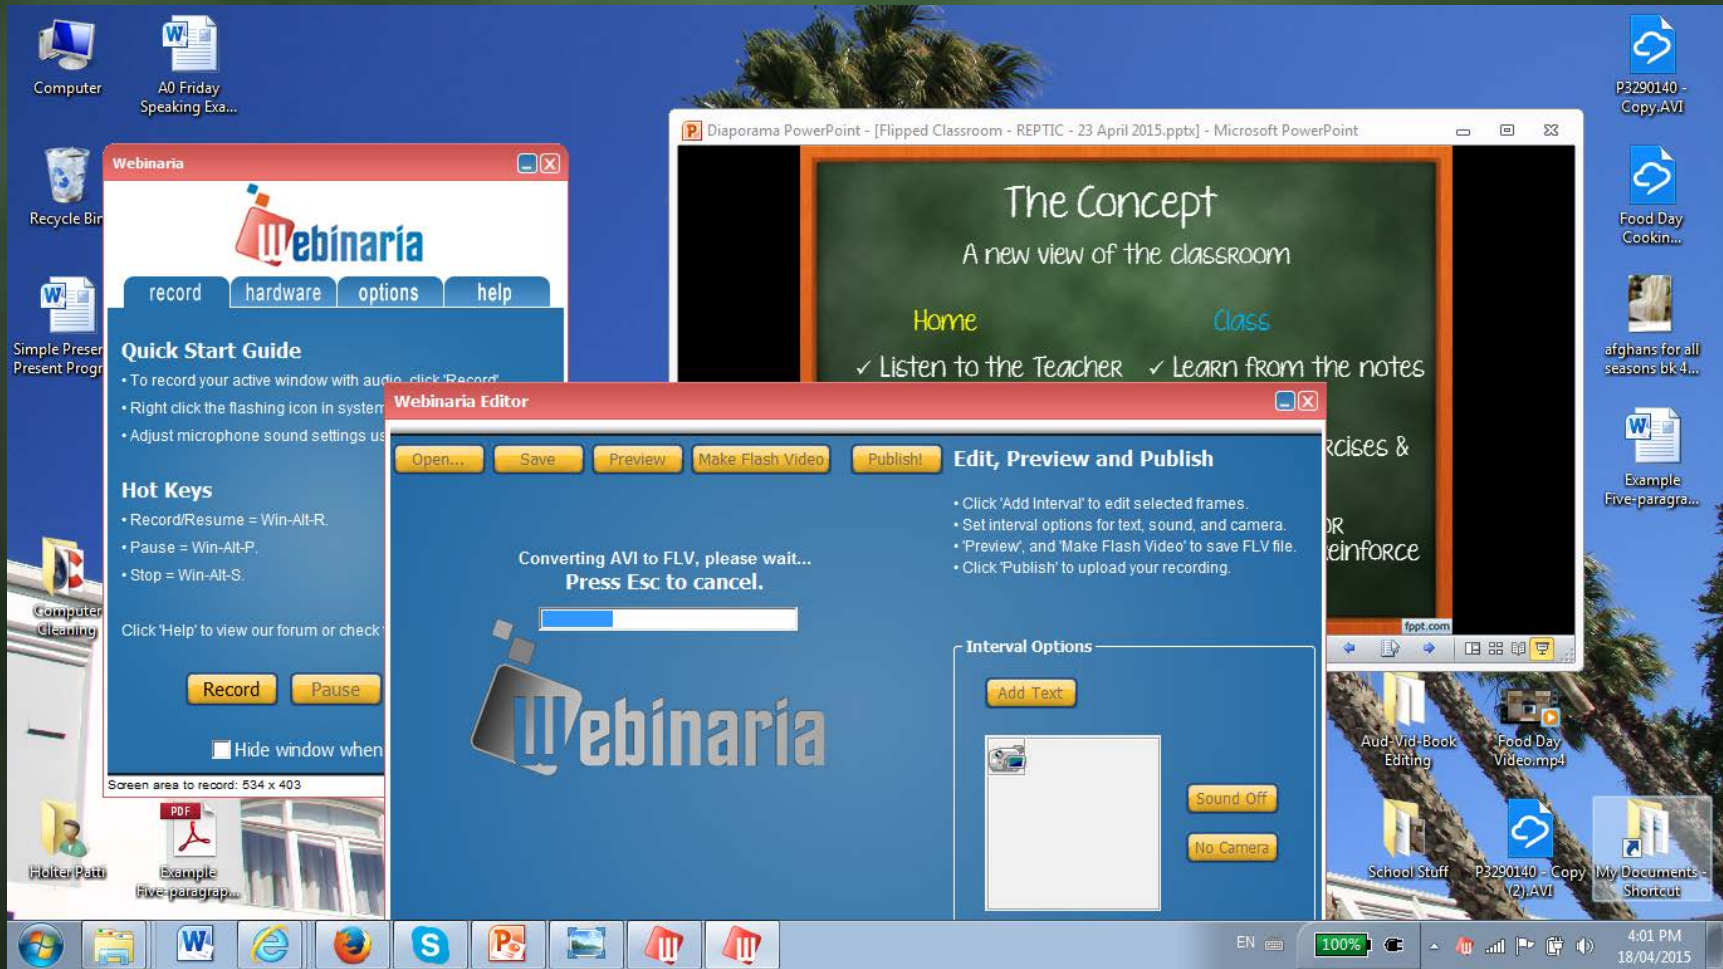 Computer
A0 Friday
Speaking Exa...
Recycle Bin
Simple Presen
Present Progr
Computer
Cleaning
Holter Patti
PDF
Example
Five-paragrap...
Webinaria
Webinaria
record hardware options help
Quick Start Guide
• To record your active window with audio, click 'Record'
• Right click the flashing icon in system
• Adjust microphone sound settings us
Hot Keys
• Record/Resume = Win-Alt-R.
• Pause = Win-Alt-P.
• Stop = Win-Alt-S.
Click 'Help' to view our forum or check
Record Pause
Hide window when
Screen area to record: 534 x 403
Diaporama PowerPoint - [Flipped Classroom - REPTIC - 23 April 2015.pptx] - Microsoft PowerPoint
The Concept
A new view of the classroom
Home Class
✓ Listen to the Teacher ✓ Learn from the notes
rcises &
or
einforce
fppt.com
Webinaria Editor
Open... Save Preview Make Flash Video Publish!
Converting AVI to FLV, please wait...
Press Esc to cancel.
Webinaria
Edit, Preview and Publish
• Click 'Add Interval' to edit selected frames.
• Set interval options for text, sound, and camera.
• 'Preview', and 'Make Flash Video' to save FLV file.
• Click 'Publish' to upload your recording.
Interval Options
Add Text
Sound Off
No Camera
P3290140 -
Copy.AVI
Food Day
Cookin...
afghans for all
seasons bk 4...
Example
Five-paragra...
Aud-Vid-Book
Editing
Food Day
Video.mp4
School Stuff
P3290140 - Copy
(2).AVI
My Documents -
Shortcut
EN 100% 4:01 PM
18/04/2015